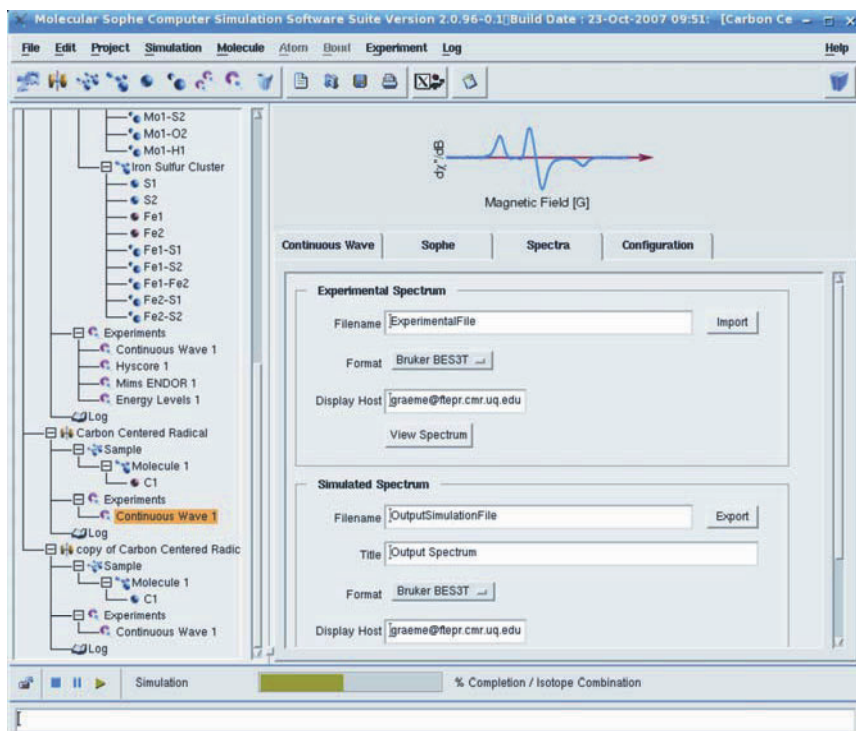 Molecular Sophe Computer Simulation Software Suite Version 2.0.96-0.1 Build Date : 23-Oct-2007 09:51: [Carbon Ce
File Edit Project Simulation Molecule Atom Bond Experiment Log Help
Mo1-S2
Mo1-O2
Mo1-H1
Iron Sulfur Cluster
S1
S2
Fe1
Fe2
Fe1-S1
Fe1-S2
Fe1-Fe2
Fe2-S1
Fe2-S2
Experiments
Continuous Wave 1
Hyscore 1
Mims ENDOR 1
Energy Levels 1
Log
Carbon Centered Radical
Sample
Molecule 1
C1
Experiments
Continuous Wave 1
Log
copy of Carbon Centered Radic
Sample
Molecule 1
C1
Experiments
Continuous Wave 1
Log
dχ"/dB
Magnetic Field [G]
Continuous Wave Sophe Spectra Configuration
Experimental Spectrum
Filename ExperimentalFile Import
Format Bruker BES3T
Display Host graeme@ftepr.cmr.uq.edu
View Spectrum
Simulated Spectrum
Filename OutputSimulationFile Export
Title Output Spectrum
Format Bruker BES3T
Display Host graeme@ftepr.cmr.uq.edu
Simulation % Completion / Isotope Combination